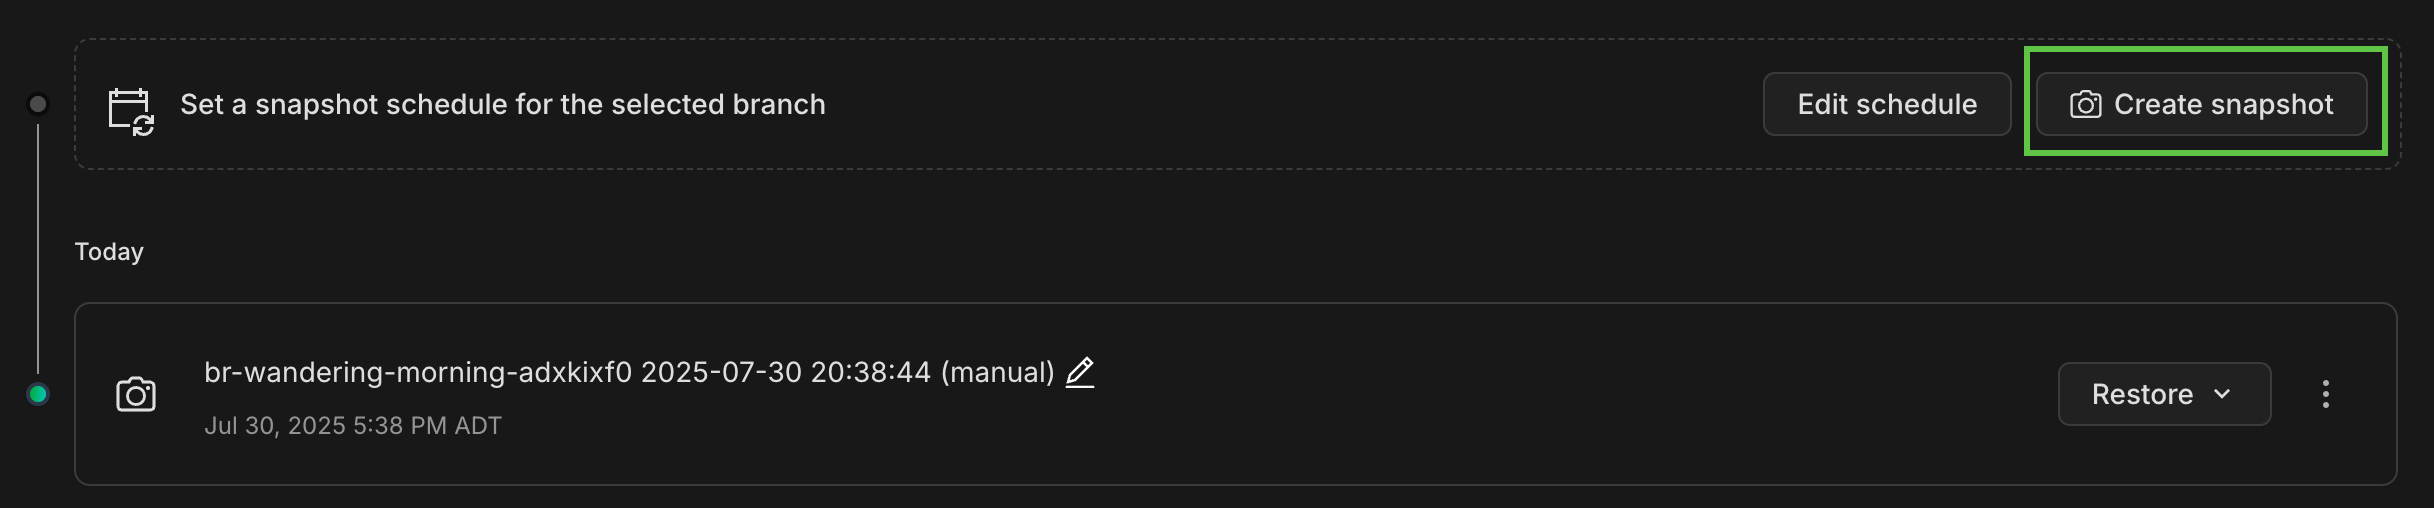 Set a snapshot schedule for the selected branch
Edit schedule
Create snapshot
Today
br-wandering-morning-adxkixf0 2025-07-30 20:38:44 (manual)
Jul 30, 2025 5:38 PM ADT
Restore